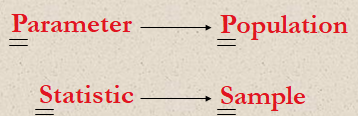 Parameter → Population
Statistic → Sample